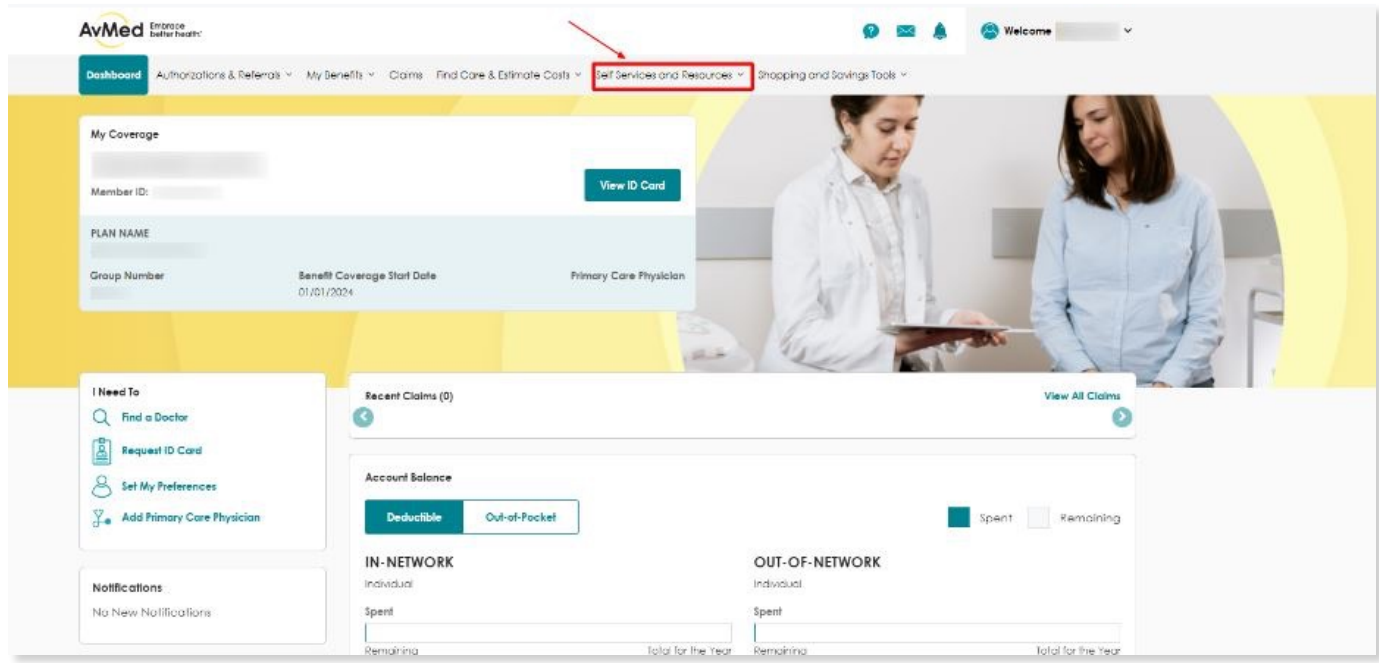 AvMed Embrace better health.
Welcome
Dashboard Authorizations & Referrals My Benefits Claims Find Care & Estimate Costs Self Services and Resources Shopping and Savings Tools
My Coverage
Member ID:
View ID Card
PLAN NAME
Group Number Benefit Coverage Start Date Primary Care Physician
01/01/2024
I Need To
Find a Doctor
Request ID Card
Set My Preferences
Add Primary Care Physician
Notifications
No New Notifications
Recent Claims (0) View All Claims
Account Balance
Deductible Out-of-Pocket Spent Remaining
IN-NETWORK OUT-OF-NETWORK
Individual Individual
Spent Spent
Remaining Total for the Year Remaining Total for the Year